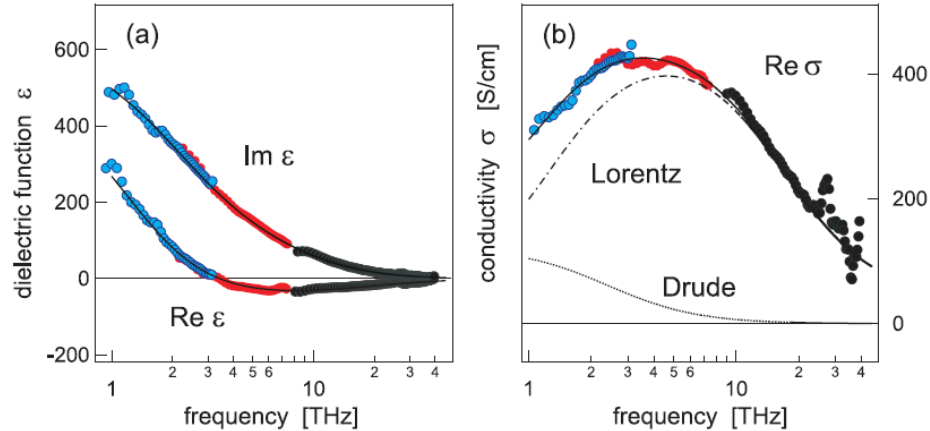 (a)
dielectric function ε
600
400
200
0
-200
Im ε
Re ε
1
2
3
4
5
6
10
2
3
4
frequency [THz]
(b)
Re σ
conductivity σ [S/cm]
400
200
0
Lorentz
Drude
1
2
3
4
5
6
10
2
3
4
frequency [THz]